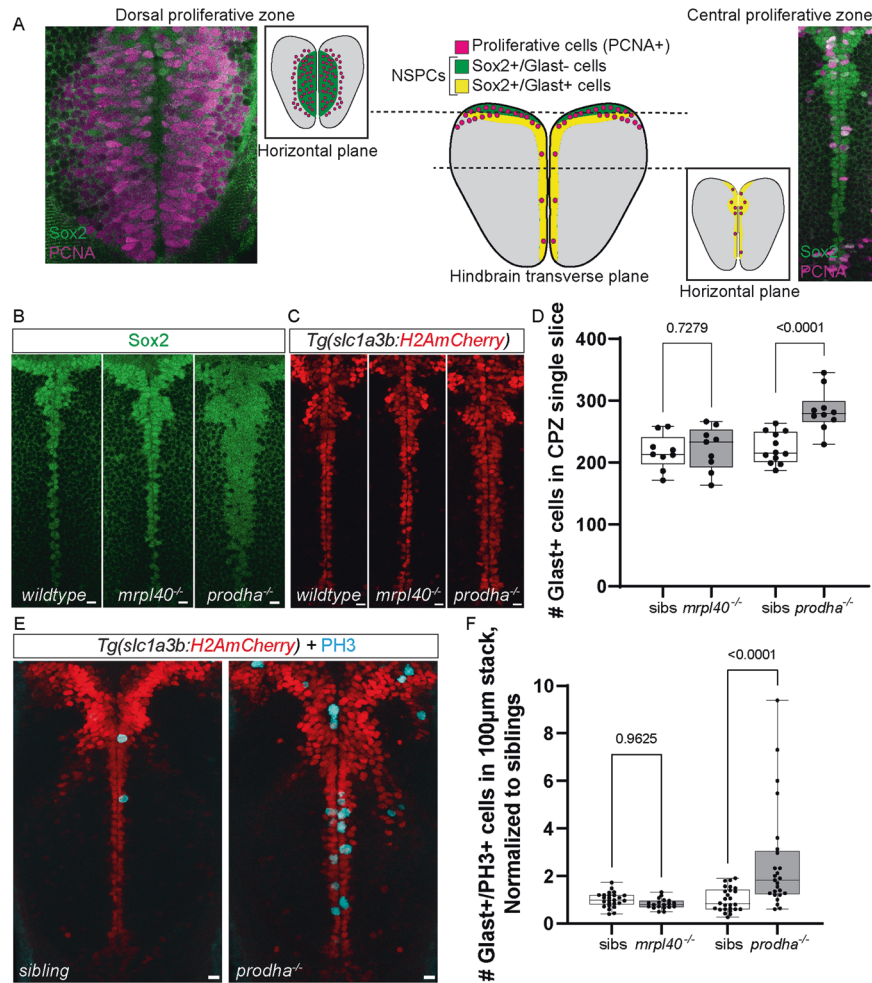 A
Dorsal proliferative zone
Sox2
PCNA
Horizontal plane
Proliferative cells (PCNA+)
NSPCs
Sox2+/Glast- cells
Sox2+/Glast+ cells
Hindbrain transverse plane
Central proliferative zone
Horizontal plane
Sox2
PCNA
B
Sox2
wildtype
mrpl40-/-
prodha-/-
C
Tg(slc1a3b:H2AmCherry)
wildtype
mrpl40-/-
prodha-/-
D
# Glast+ cells in CPZ single slice
400
300
200
100
0
0.7279
<0.0001
sibs mrpl40-/- sibs prodha-/-
E
Tg(slc1a3b:H2AmCherry) + PH3
sibling
prodha-/-
F
# Glast+/PH3+ cells in 100µm stack,
Normalized to siblings
10
8
6
4
2
0
0.9625
<0.0001
sibs mrpl40-/- sibs prodha-/-